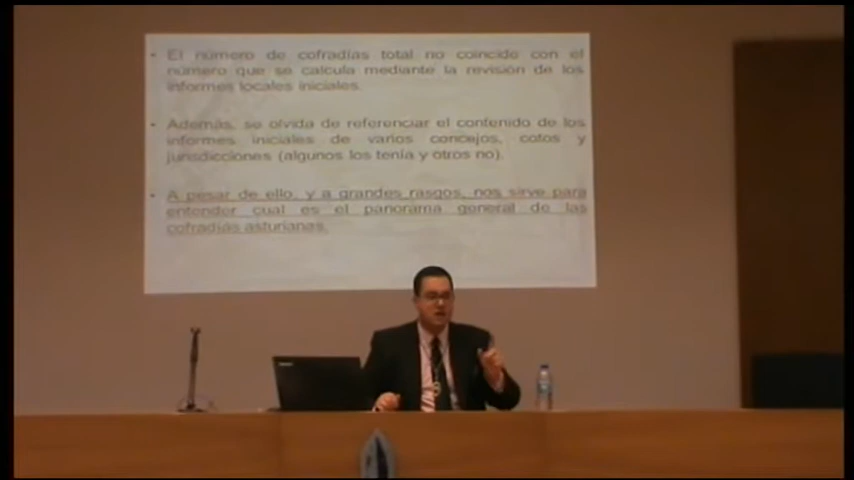 • El número de cofradías total no coincide con el
número que se calcula mediante la revisión de los
informes locales iniciales.
• Además, se olvida de referenciar el contenido de los
informes iniciales de varios concejos, cotos y
jurisdicciones (algunos los tenía y otros no).
• A pesar de ello, y a grandes rasgos, nos sirve para
entender cual es el panorama general de las
cofradías asturianas.